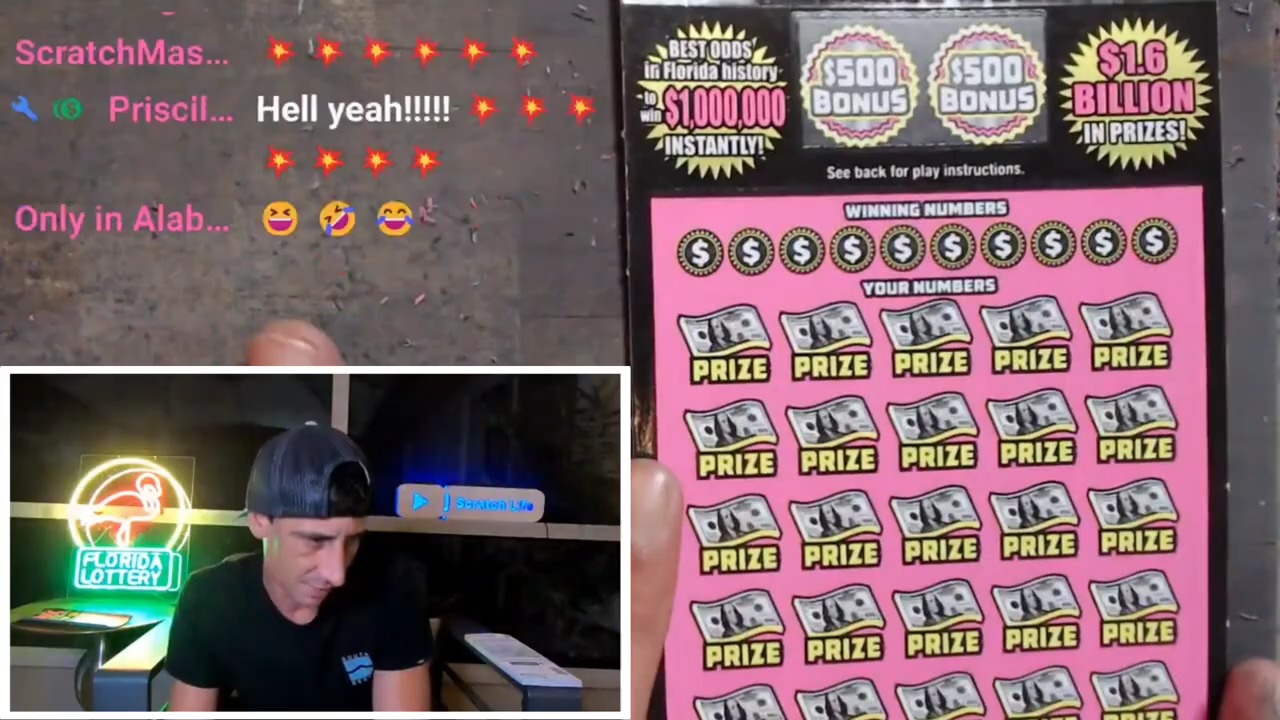 ScratchMas... 💥 💥 💥 💥 💥 💥
Priscil... Hell yeah!!!!! 💥 💥 💥
💥 💥 💥 💥
Only in Alab... 😆 🤣 😂
FLORIDA
LOTTERY
Scratch Life
BEST ODDS
in Florida history
to win $1,000,000
INSTANTLY!
$500 BONUS
$500 BONUS
$1.6
BILLION
IN PRIZES!
See back for play instructions.
WINNING NUMBERS
$ $ $ $ $ $ $ $ $ $
YOUR NUMBERS
PRIZE PRIZE PRIZE PRIZE PRIZE
PRIZE PRIZE PRIZE PRIZE PRIZE
PRIZE PRIZE PRIZE PRIZE PRIZE
PRIZE PRIZE PRIZE PRIZE PRIZE